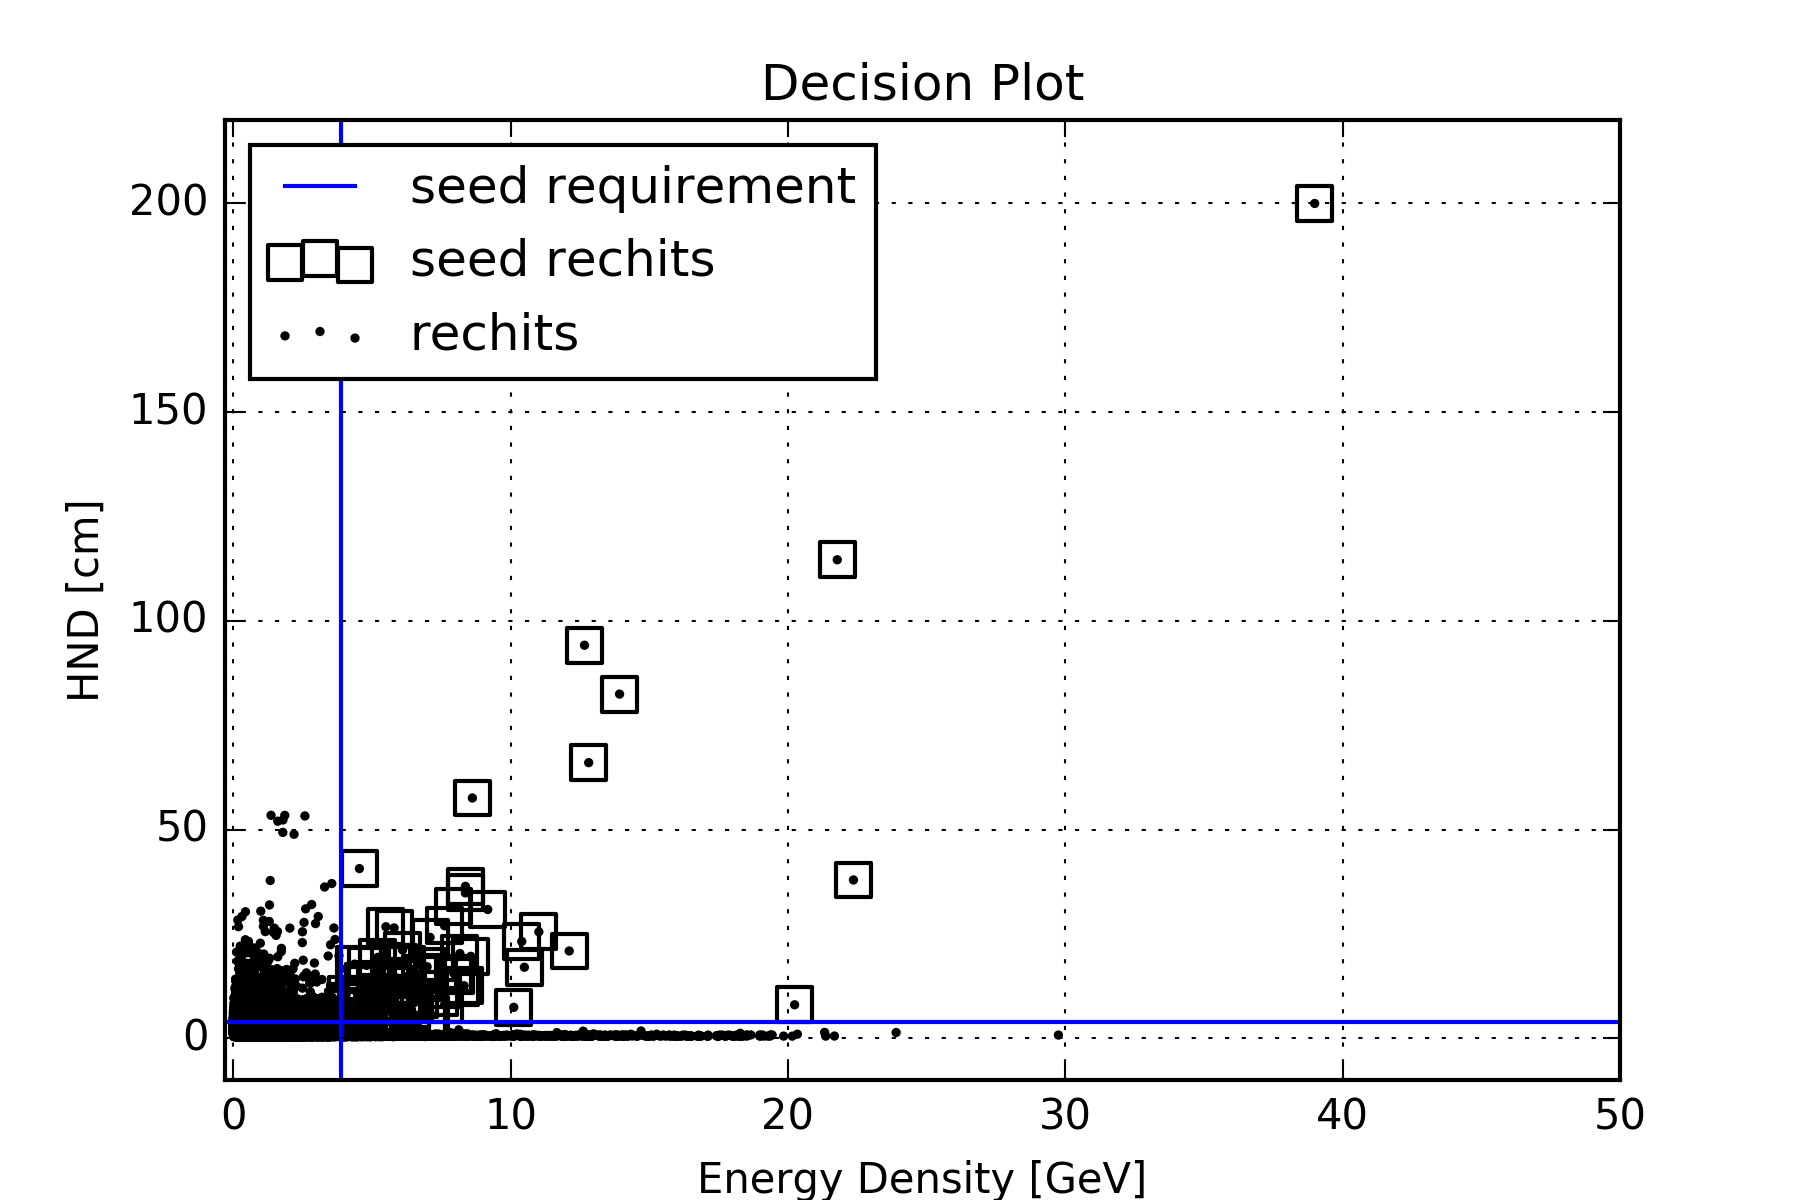 Decision Plot
seed requirement
seed rechits
rechits
200
150
100
50
0
HND [cm]
0 10 20 30 40 50
Energy Density [GeV]